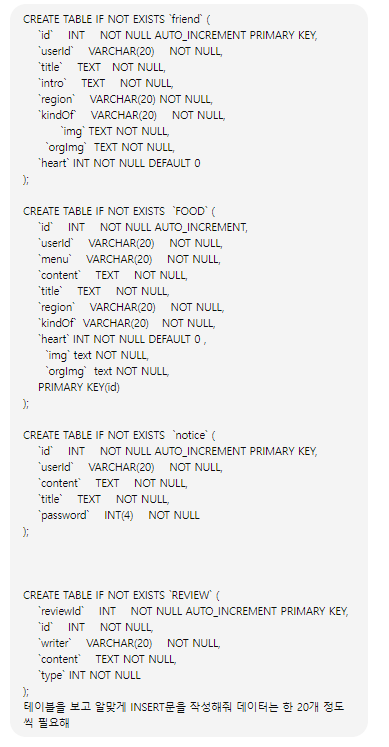 CREATE TABLE IF NOT EXISTS `friend` (
`id` INT NOT NULL AUTO_INCREMENT PRIMARY KEY,
`userId` VARCHAR(20) NOT NULL,
`title` TEXT NOT NULL,
`intro` TEXT NOT NULL,
`region` VARCHAR(20) NOT NULL,
`kindOf` VARCHAR(20) NOT NULL,
`img` TEXT NOT NULL,
`orgImg` TEXT NOT NULL,
`heart` INT NOT NULL DEFAULT 0
);
CREATE TABLE IF NOT EXISTS `FOOD` (
`id` INT NOT NULL AUTO_INCREMENT,
`userId` VARCHAR(20) NOT NULL,
`menu` VARCHAR(20) NOT NULL,
`content` TEXT NOT NULL,
`title` TEXT NOT NULL,
`region` VARCHAR(20) NOT NULL,
`kindOf` VARCHAR(20) NOT NULL,
`heart` INT NOT NULL DEFAULT 0 ,
`img` text NOT NULL,
`orgImg` text NOT NULL,
PRIMARY KEY(id)
);
CREATE TABLE IF NOT EXISTS `notice` (
`id` INT NOT NULL AUTO_INCREMENT PRIMARY KEY,
`userId` VARCHAR(20) NOT NULL,
`content` TEXT NOT NULL,
`title` TEXT NOT NULL,
`password` INT(4) NOT NULL
);
CREATE TABLE IF NOT EXISTS `REVIEW` (
`reviewId` INT NOT NULL AUTO_INCREMENT PRIMARY KEY,
`id` INT NOT NULL,
`writer` VARCHAR(20) NOT NULL,
`content` TEXT NOT NULL,
`type` INT NOT NULL
);
테이블을 보고 알맞게 INSERT문을 작성해줘 데이터는 한 20개 정도
씩 필요해